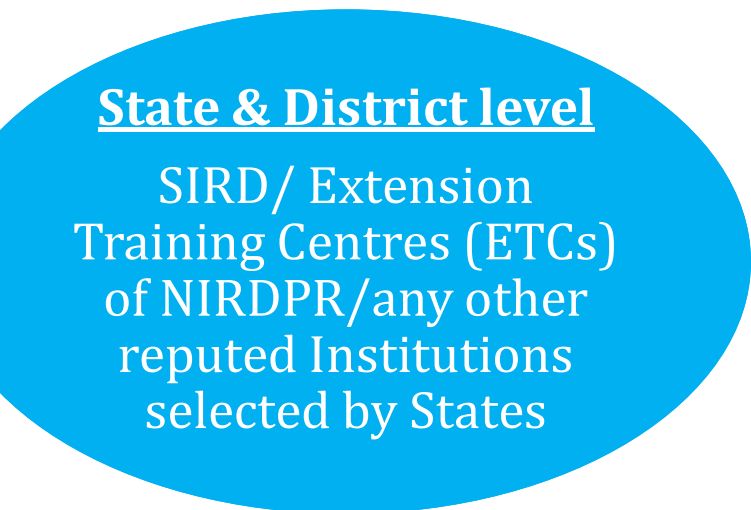 State & District level
SIRD/ Extension
Training Centres (ETCs)
of NIRDPR/any other
reputed Institutions
selected by States